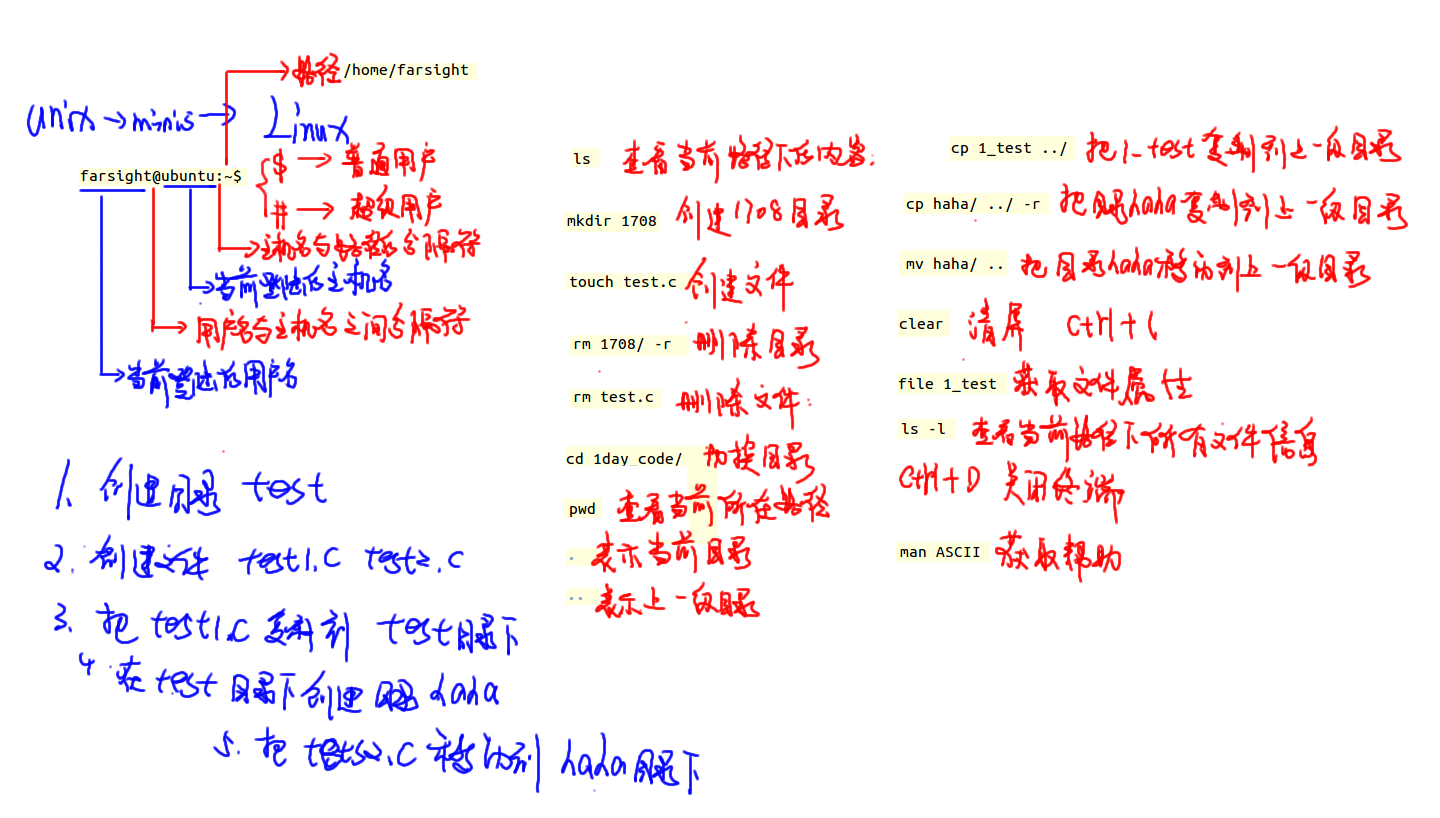 路径/home/farsight
unix→minis→ Linux
farsight@ubuntu:~$
$ → 普通用户
# → 超级用户
主机名与路径的分隔符
当前登陆的主机名
用户名与主机名之间分隔符
当前登陆的用户名
1. 创建目录 test
2. 创建文件 test1.c test2.c
3. 把 test1.c 复制到 test目录下
4 在test目录下创建目录 haha
5. 把 test2.c 移动到 haha目录下
ls 查看当前路径下的内容.
mkdir 1708 创建1708目录
touch test.c 创建文件
rm 1708/ -r 删除目录
rm test.c 删除文件
cd 1day_code/ 切换目录
pwd 查看当前所在路径
. 表示当前目录
.. 表示上一级目录
cp 1_test ../ 把1_test复制到上一级目录
cp haha/ ../ -r 把目录haha复制到上一级目录
mv haha/ .. 把目录haha移动到上一级目录
clear 清屏 Ctrl+l
file 1_test 获取文件属性
ls -l 查看当前路径下所有文件信息
Ctrl+D 关闭终端
man ASCII 获取帮助